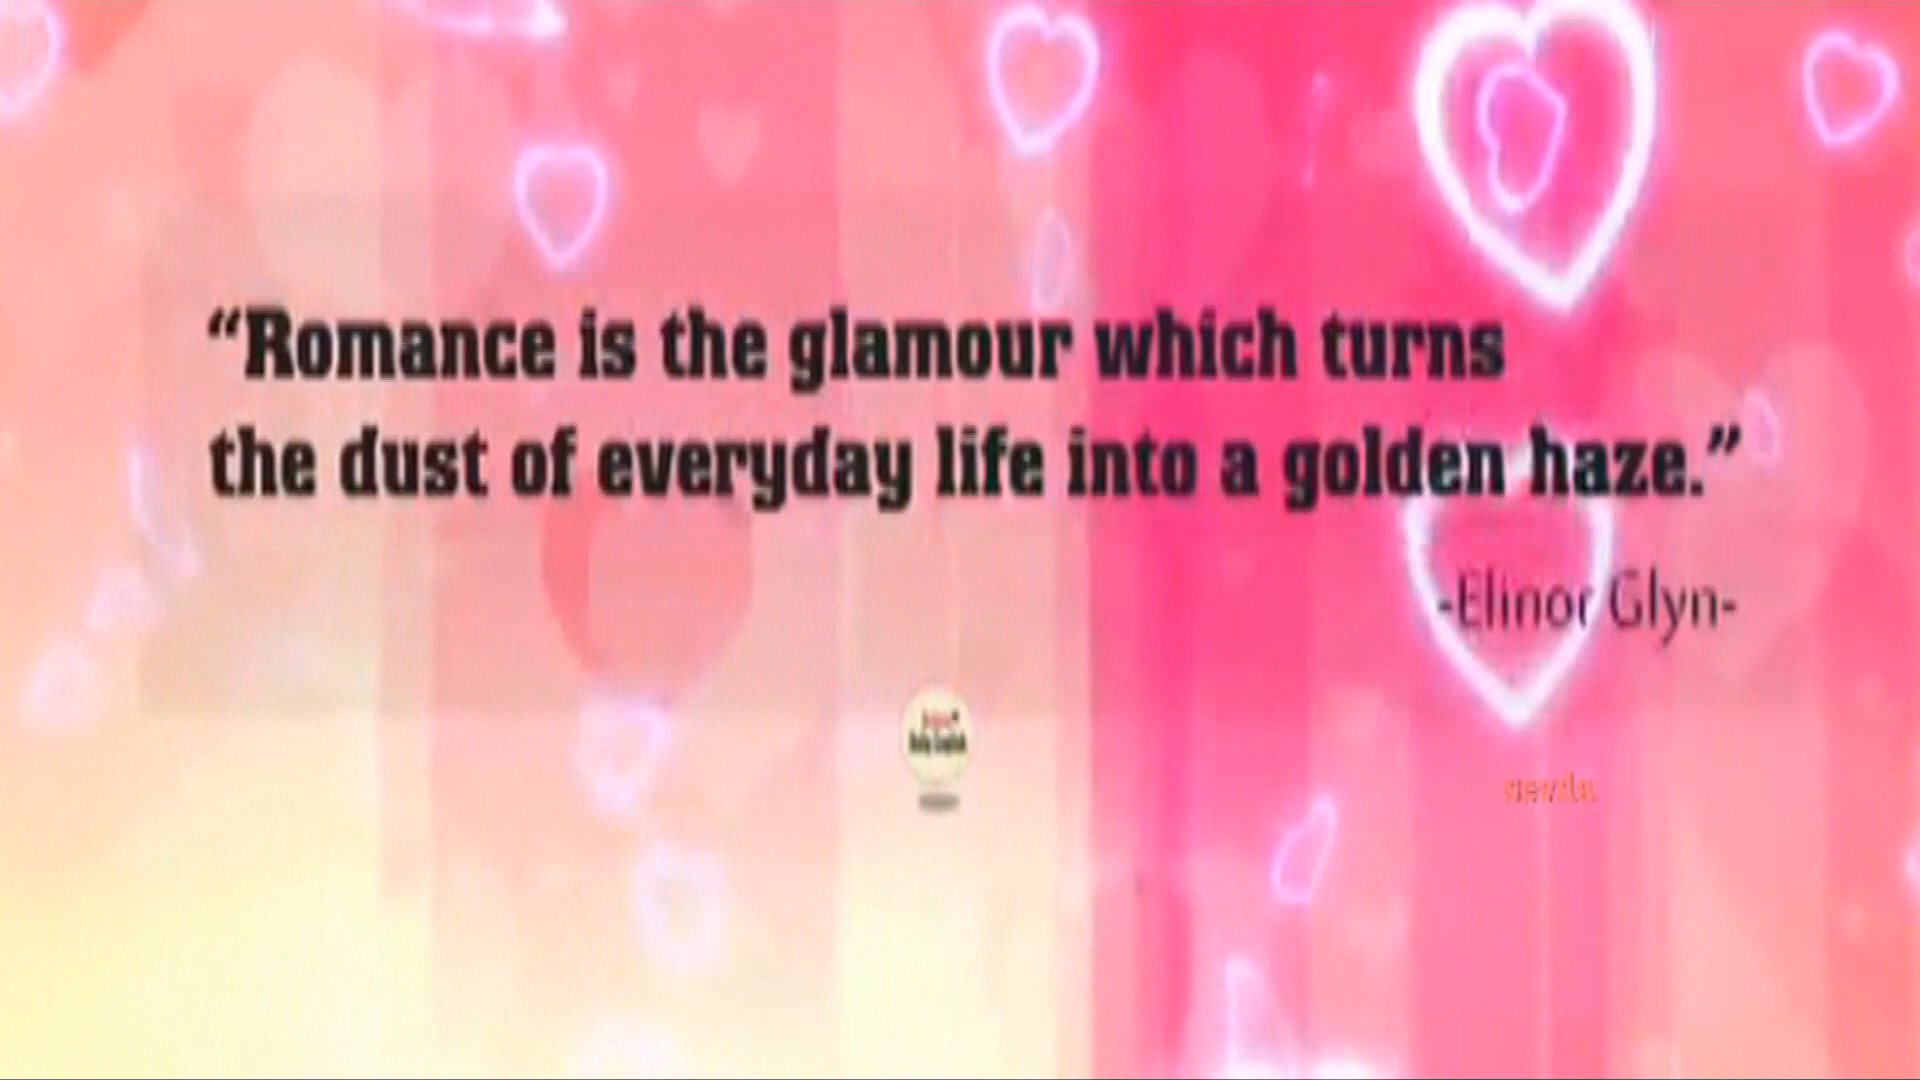 “Romance is the glamour which turns
the dust of everyday life into a golden haze.”
-Elinor Glyn-